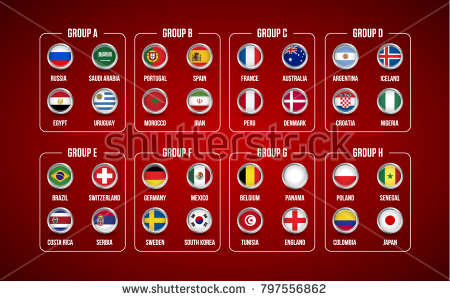 GROUP A
RUSSIA SAUDI ARABIA
EGYPT URUGUAY
GROUP B
PORTUGAL SPAIN
MOROCCO IRAN
GROUP C
FRANCE AUSTRALIA
PERU DENMARK
GROUP D
ARGENTINA ICELAND
CROATIA NIGERIA
GROUP E
BRAZIL SWITZERLAND
COSTA RICA SERBIA
GROUP F
GERMANY MEXICO
SWEDEN SOUTH KOREA
GROUP G
BELGIUM PANAMA
TUNISIA ENGLAND
GROUP H
POLAND SENEGAL
COLOMBIA JAPAN
shutterstock
www.shutterstock.com · 797556862